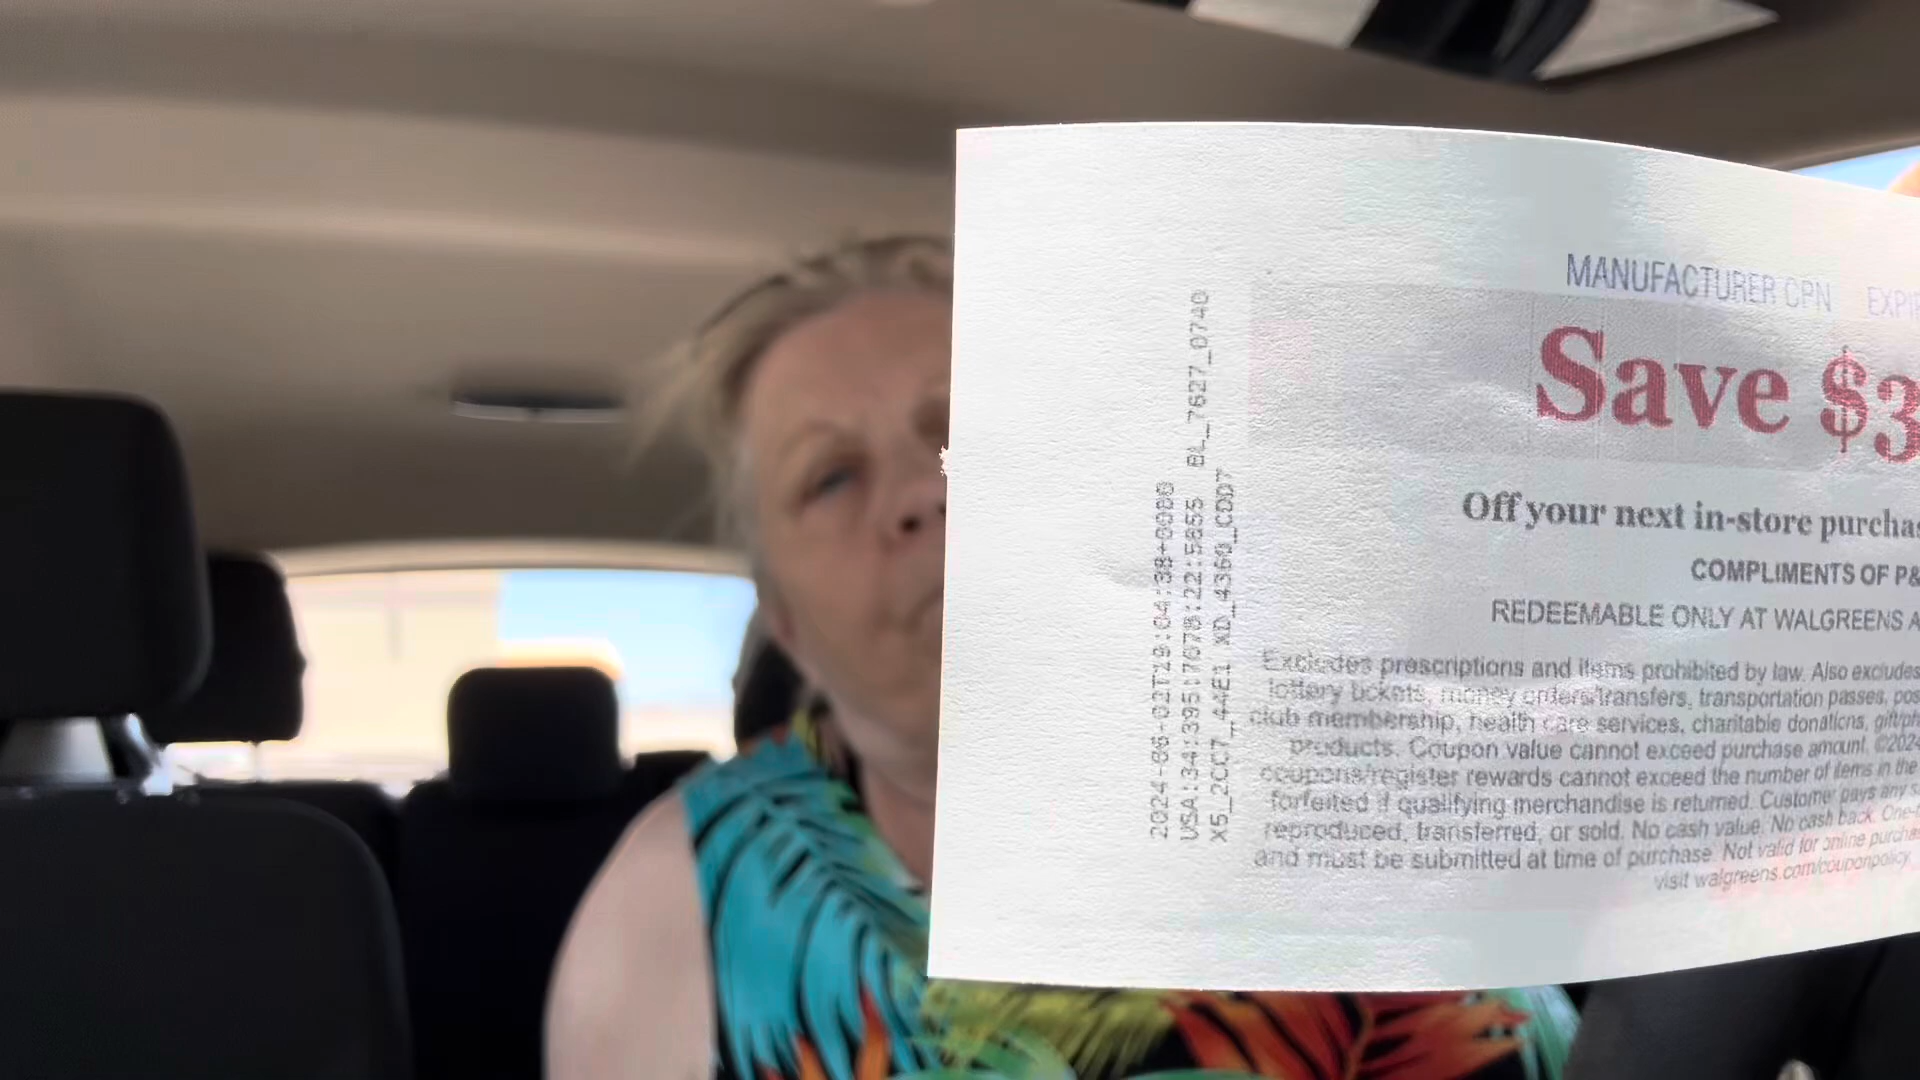 MANUFACTURER CPN EXPIR
Save $3
Off your next in-store purchas
COMPLIMENTS OF P&
REDEEMABLE ONLY AT WALGREENS A
Excludes prescriptions and items prohibited by law. Also excludes
lottery tickets, money orders/transfers, transportation passes, pos
club membership, health care services, charitable donations, gift/ph
products. Coupon value cannot exceed purchase amount. ©2024
coupons/register rewards cannot exceed the number of items in the
forfeited if qualifying merchandise is returned. Customer pays any s
reproduced, transferred, or sold. No cash value. No cash back. One-t
and must be submitted at time of purchase. Not valid for online purcha
visit walgreens.com/couponpolicy
USA:34:395:7678:22:5855 BL_7627_0740
X5_2CC7_44E1 XD_4360_CDD7